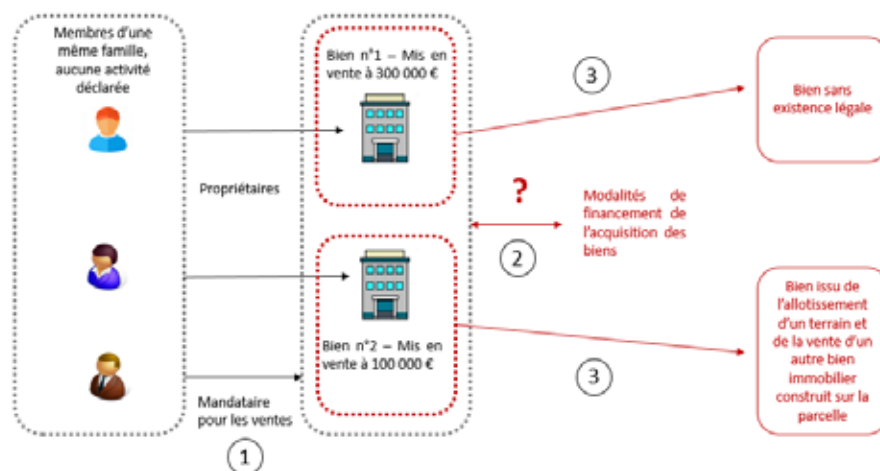 Membres d'une
même famille,
aucune activité
déclarée
Bien n°1 – Mis en
vente à 300 000 €
3
Bien sans
existence légale
Propriétaires
?
Modalités de
financement de
l'acquisition des
biens
2
Bien n°2 – Mis en
vente à 100 000 €
3
Bien issu de
l'allotissement
d'un terrain et
de la vente d'un
autre bien
immobilier
construit sur la
parcelle
Mandataire
pour les ventes
1